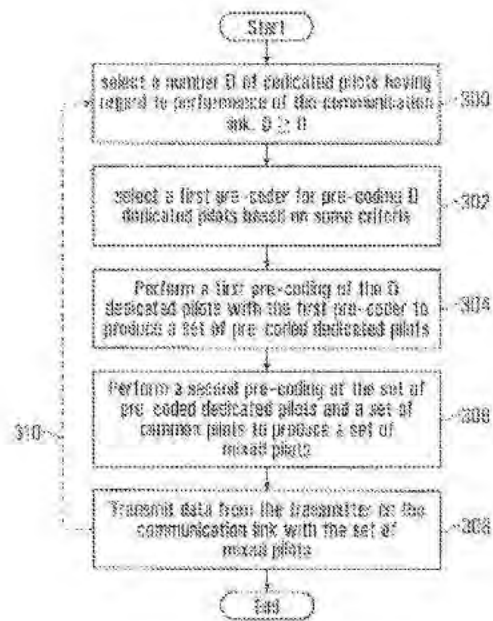 Start
select a number D of dedicated pilots having
regard to performance of the communication
link, D ≥ 0
300
select a first pre-coder for pre-coding D
dedicated pilots based on some criteria
302
Perform a first pre-coding of the D
dedicated pilots with the first pre-coder to
produce a set of pre-coded dedicated pilots
304
Perform a second pre-coding of the set of
pre-coded dedicated pilots and a set of
common pilots to produce a set of
mixed pilots
306
310
Transmit data from the transmitter on the
communication link with the set of
mixed pilots
308
End